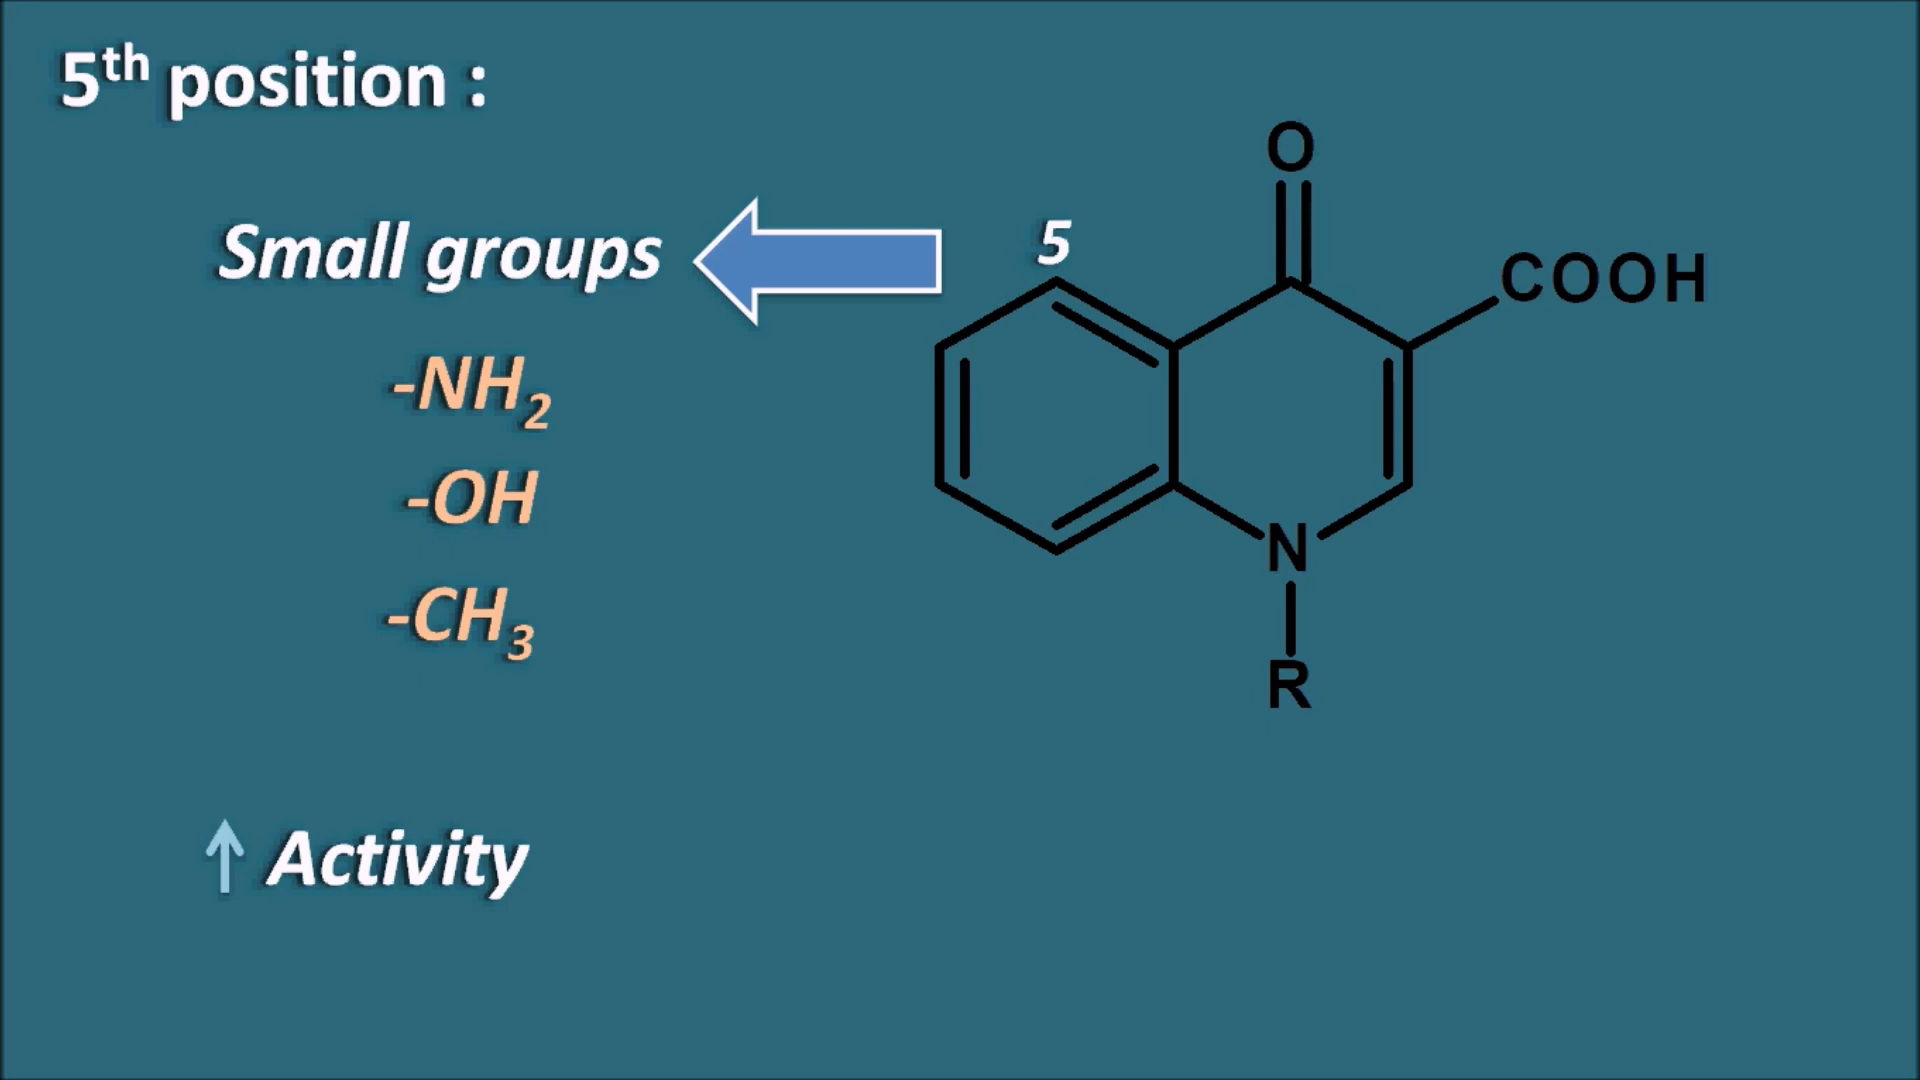 5th position :
Small groups
-NH2
-OH
-CH3
↑ Activity
5
O
COOH
N
R